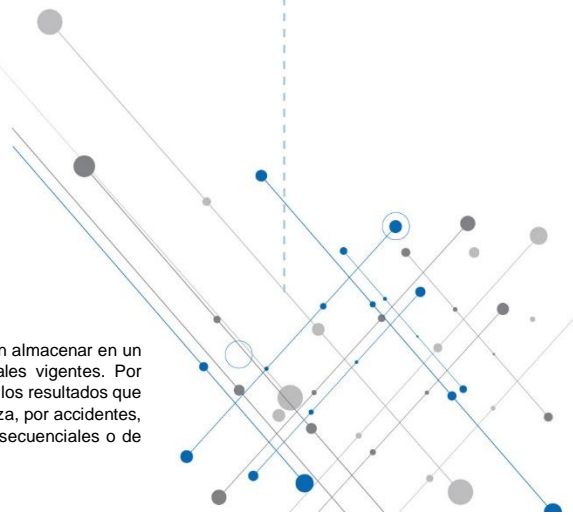 n almacenar en un
ales vigentes. Por
los resultados que
za, por accidentes,
secuenciales o de